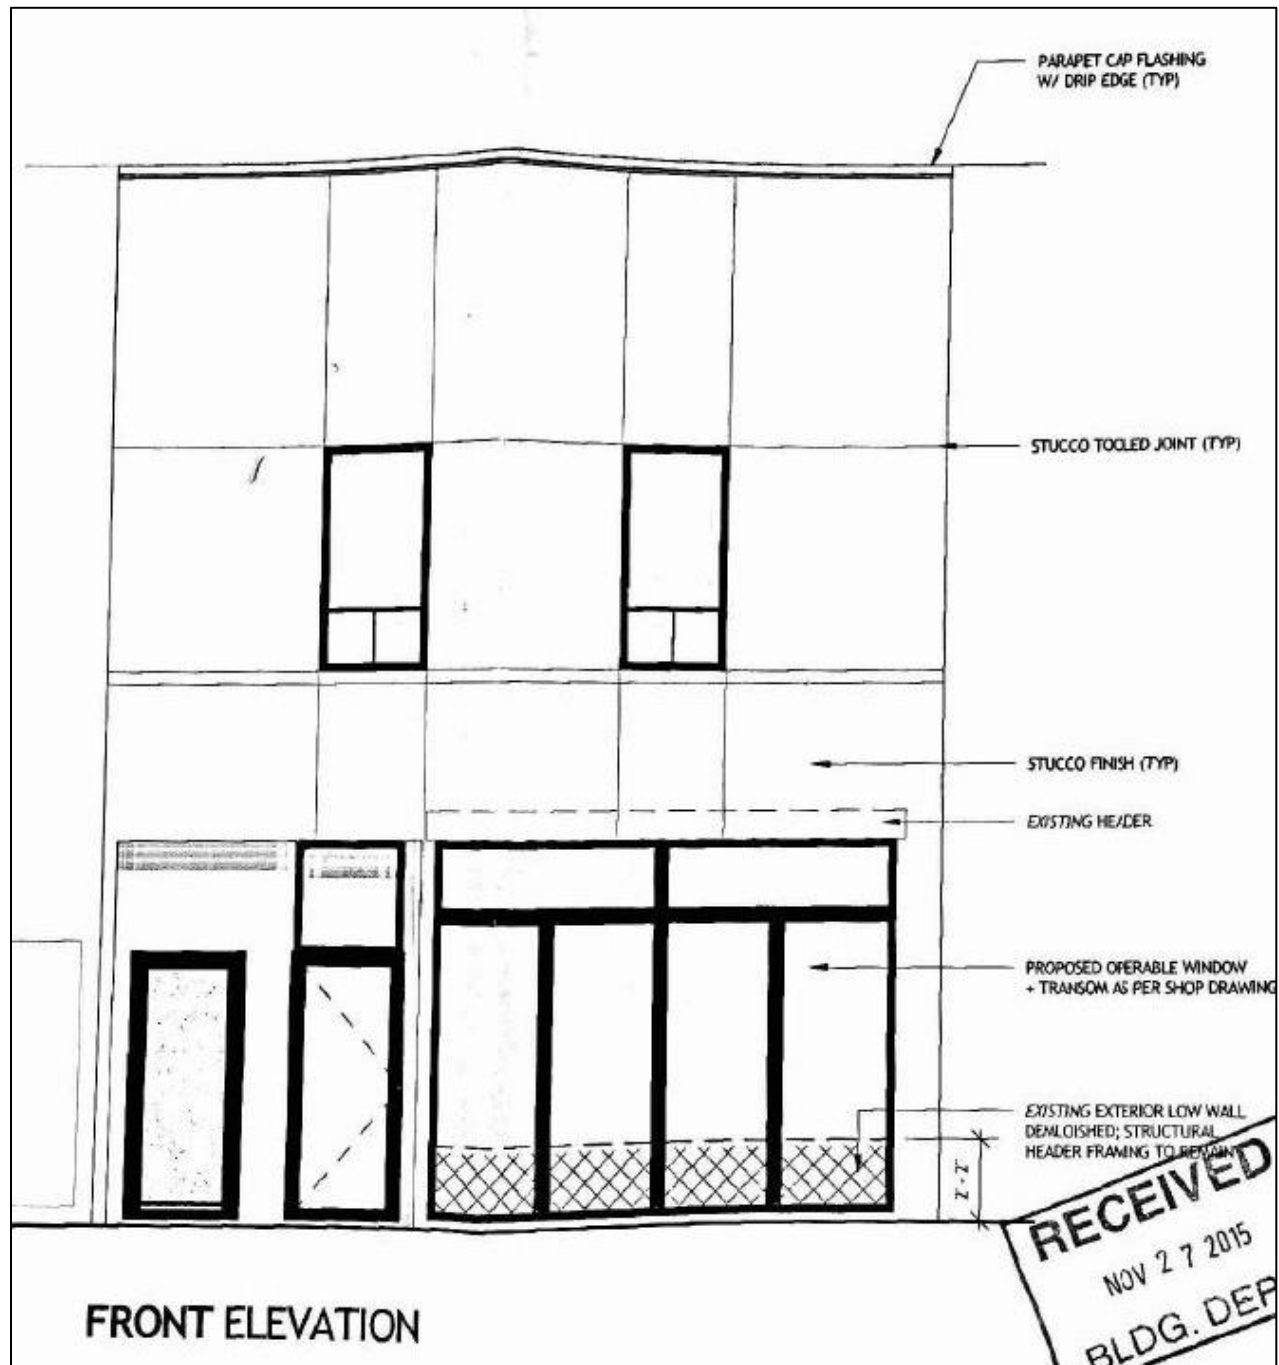 PARAPET CAP FLASHING
W/ DRIP EDGE (TYP)
STUCCO TOOLED JOINT (TYP)
STUCCO FINISH (TYP)
EXISTING HEADER
PROPOSED OPERABLE WINDOW
+ TRANSOM AS PER SHOP DRAWING
EXISTING EXTERIOR LOW WALL
DEMLOISHED; STRUCTURAL
HEADER FRAMING TO REMAIN
2'-2"
RECEIVED
NOV 27 2015
BLDG. DEP
FRONT ELEVATION